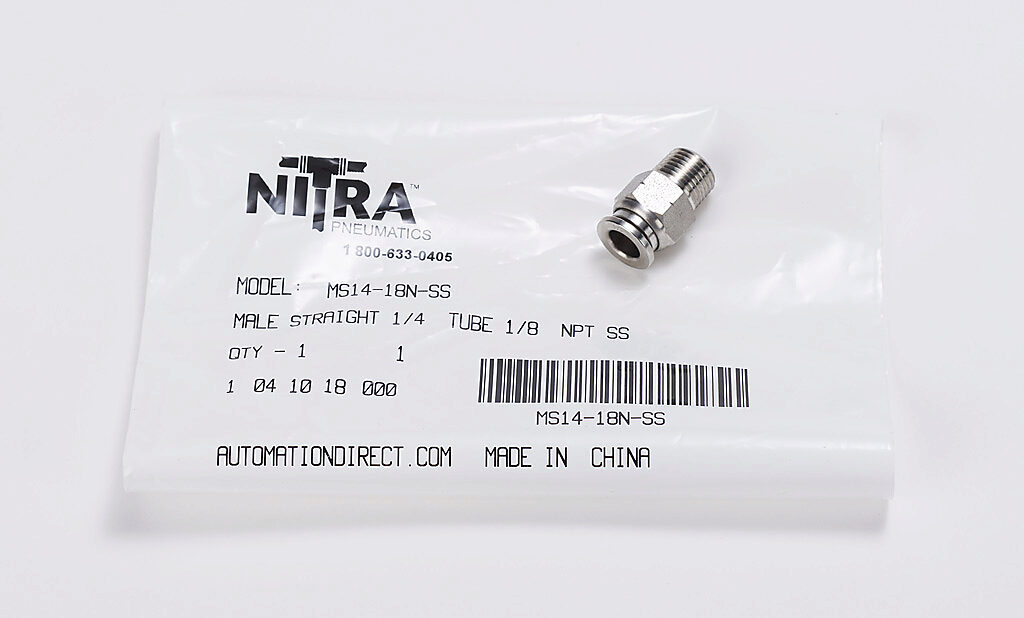 NITRA™
PNEUMATICS
1 800-633-0405
MODEL: MS14-18N-SS
MALE STRAIGHT 1/4 TUBE 1/8 NPT SS
QTY - 1 1
1 04 10 18 000
MS14-18N-SS
AUTOMATIONDIRECT.COM MADE IN CHINA